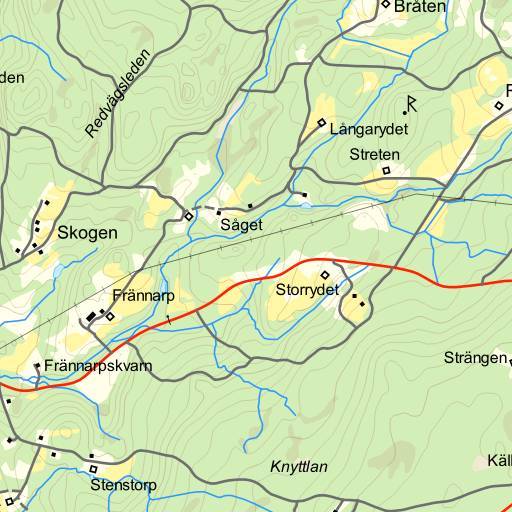 Bråten
den
Redvägsleden
Långarydet
Streten
Såget
Skogen
Storrydet
Frännarp
Strängen
Frännarpskvarn
Knyttlan
Stenstorp
Käll